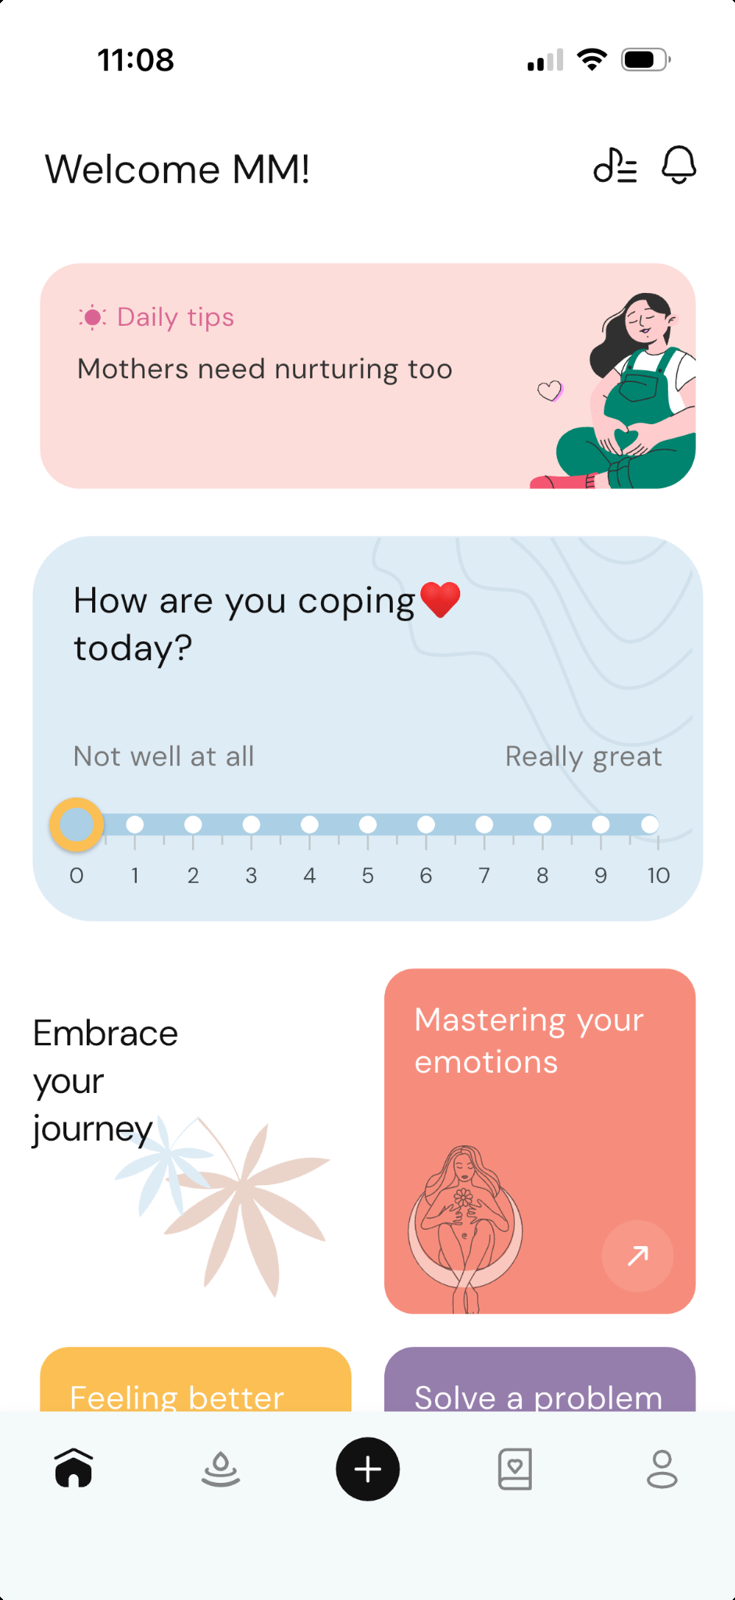 11:08
Welcome MM!
Daily tips
Mothers need nurturing too
How are you coping❤️
today?
Not well at all
Really great
0 1 2 3 4 5 6 7 8 9 10
Embrace
your
journey
Mastering your
emotions
Feeling better
Solve a problem